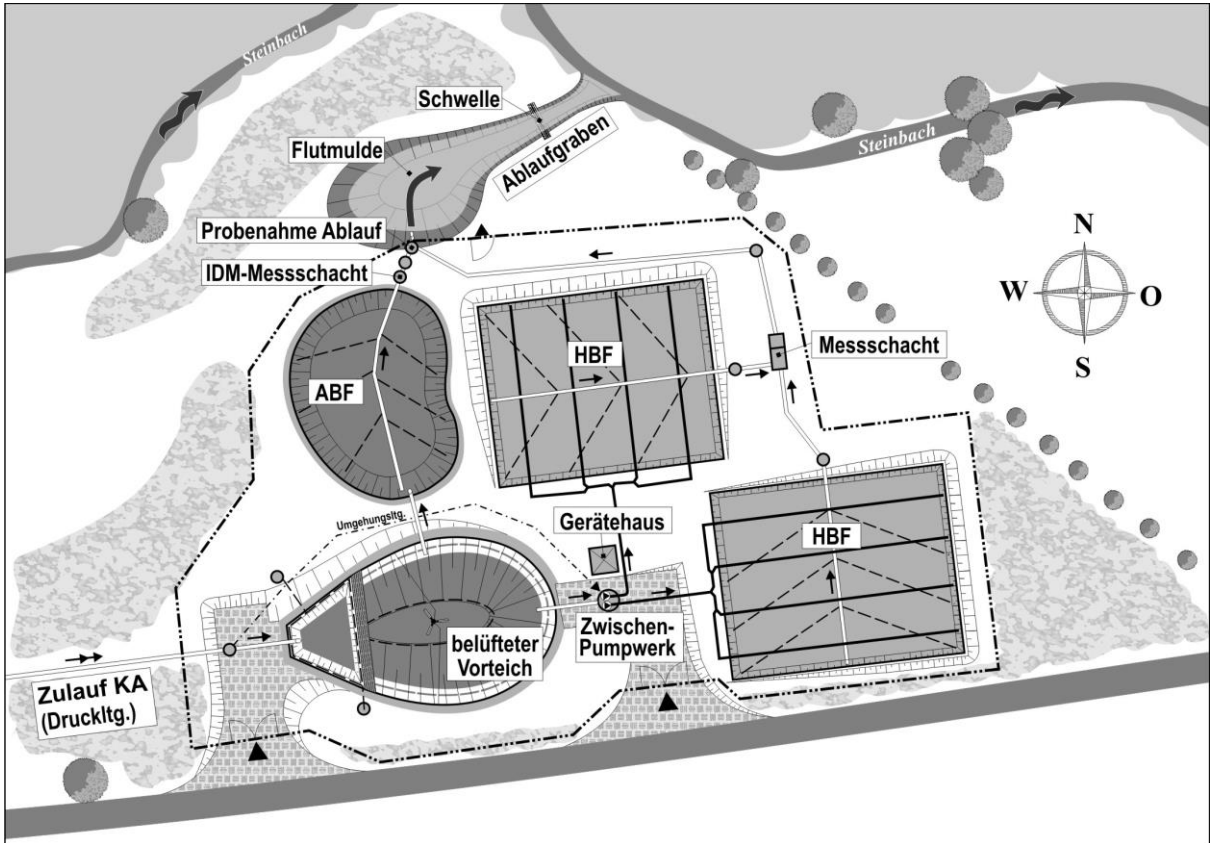 Steinbach
Schwelle
Flutmulde
Ablaufgraben
Steinbach
Probenahme Ablauf
IDM-Messschacht
N
W
O
S
HBF
Messschacht
ABF
Umgehungsltg.
Gerätehaus
HBF
belüfteter
Vorteich
Zwischen-
Pumpwerk
Zulauf KA
(Druckltg.)